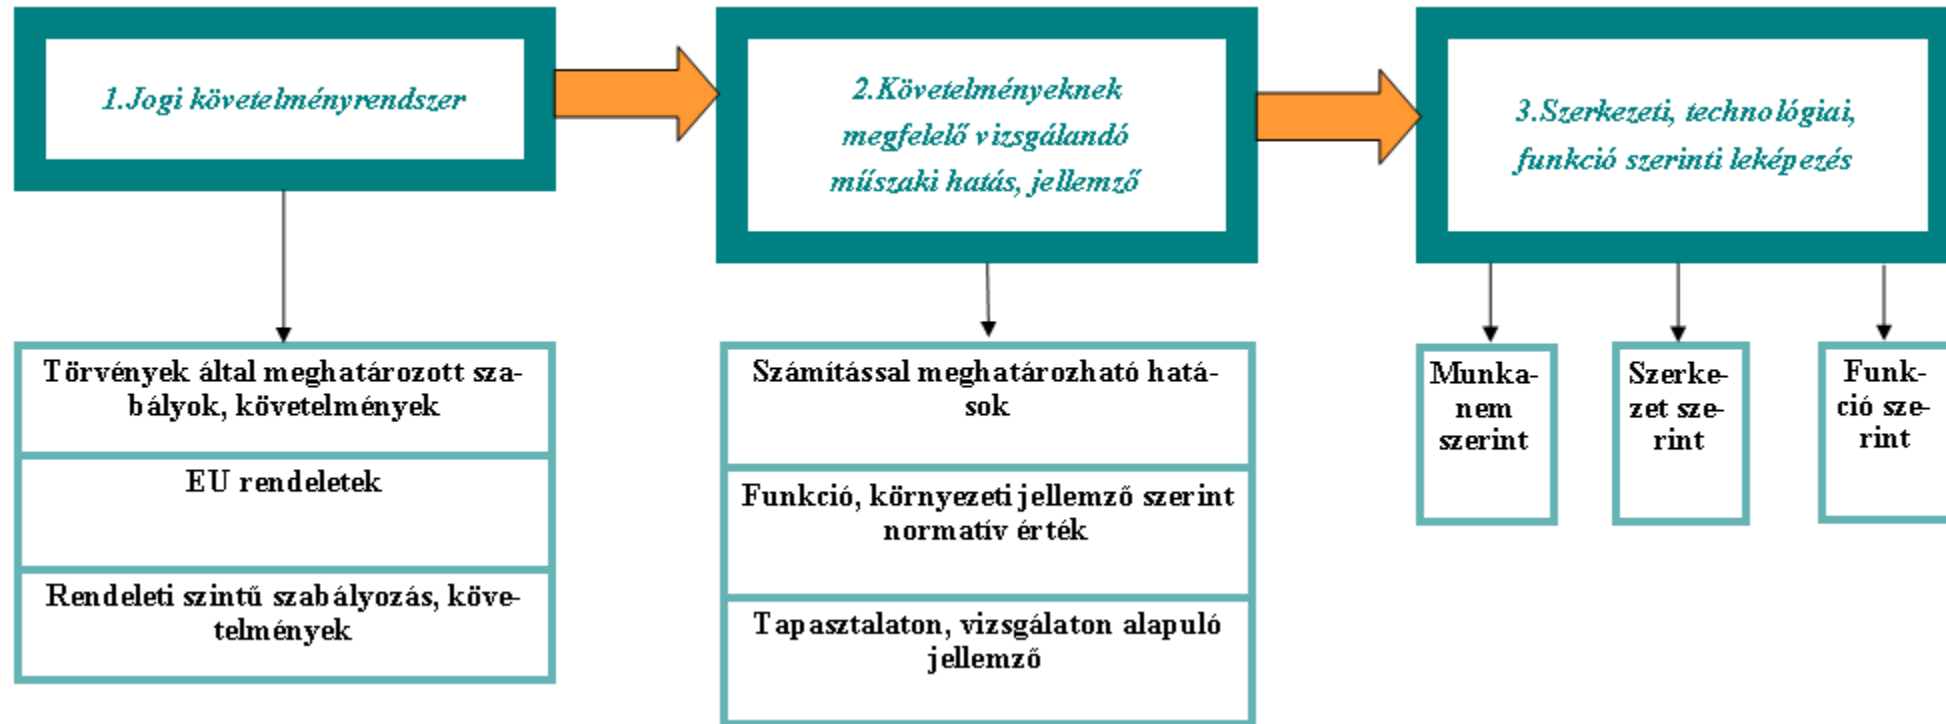 1.Jogi követelményrendszer
2.Követelményeknek
megfelelő vizsgálandó
műszaki hatás, jellemző
3.Szerkezeti, technológiai,
funkció szerinti leképezés
Törvények által meghatározott sza-
bályok, követelmények
EU rendeletek
Rendeleti szintű szabályozás, köve-
telmények
Számítással meghatározható hatá-
sok
Funkció, környezeti jellemző szerint
normatív érték
Tapasztalaton, vizsgálaton alapuló
jellemző
Munka-
nem
szerint
Szerke-
zet sze-
rint
Funk-
ció sze-
rint